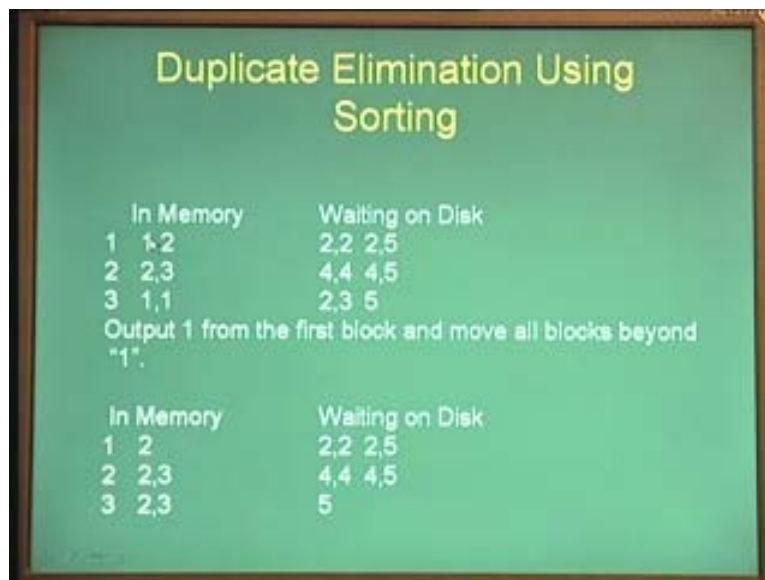 Duplicate Elimination Using
Sorting
In Memory Waiting on Disk
1 1,2 2,2 2,5
2 2,3 4,4 4,5
3 1,1 2,3 5
Output 1 from the first block and move all blocks beyond
"1".
In Memory Waiting on Disk
1 2 2,2 2,5
2 2,3 4,4 4,5
3 2,3 5